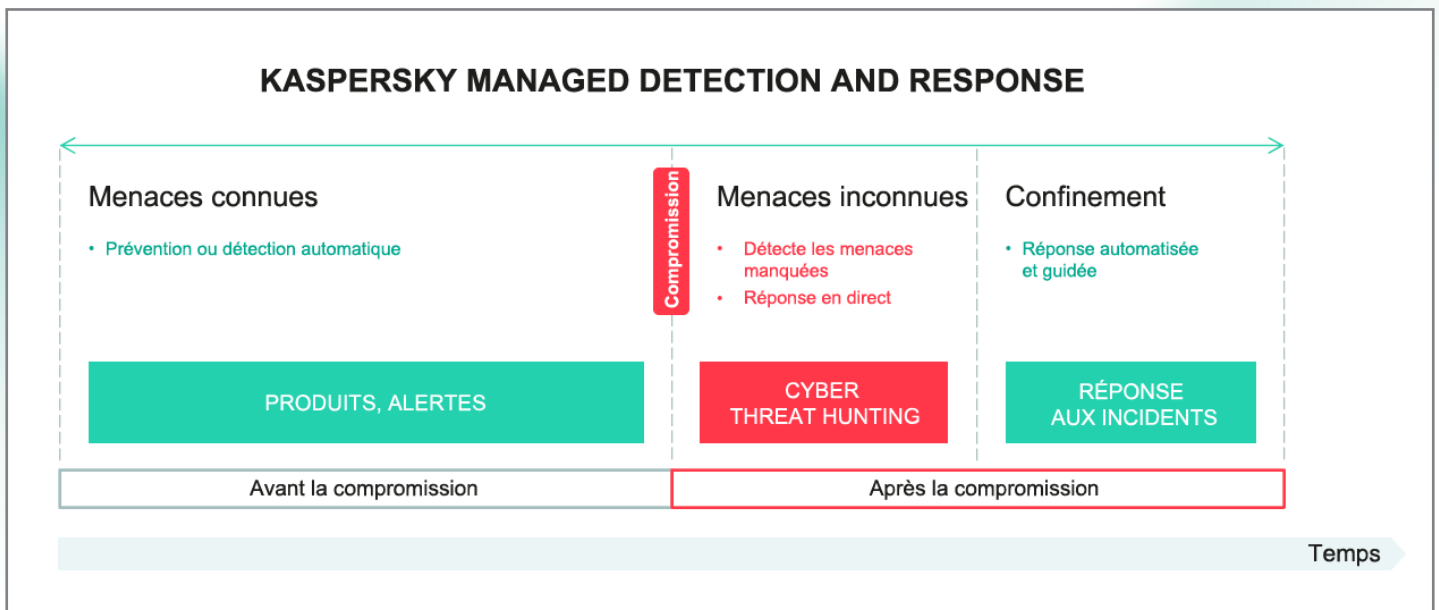 KASPERSKY MANAGED DETECTION AND RESPONSE
Menaces connues
• Prévention ou détection automatique
Compromission
Menaces inconnues
• Détecte les menaces
manquées
• Réponse en direct
Confinement
• Réponse automatisée
et guidée
PRODUITS, ALERTES
CYBER
THREAT HUNTING
RÉPONSE
AUX INCIDENTS
Avant la compromission
Après la compromission
Temps